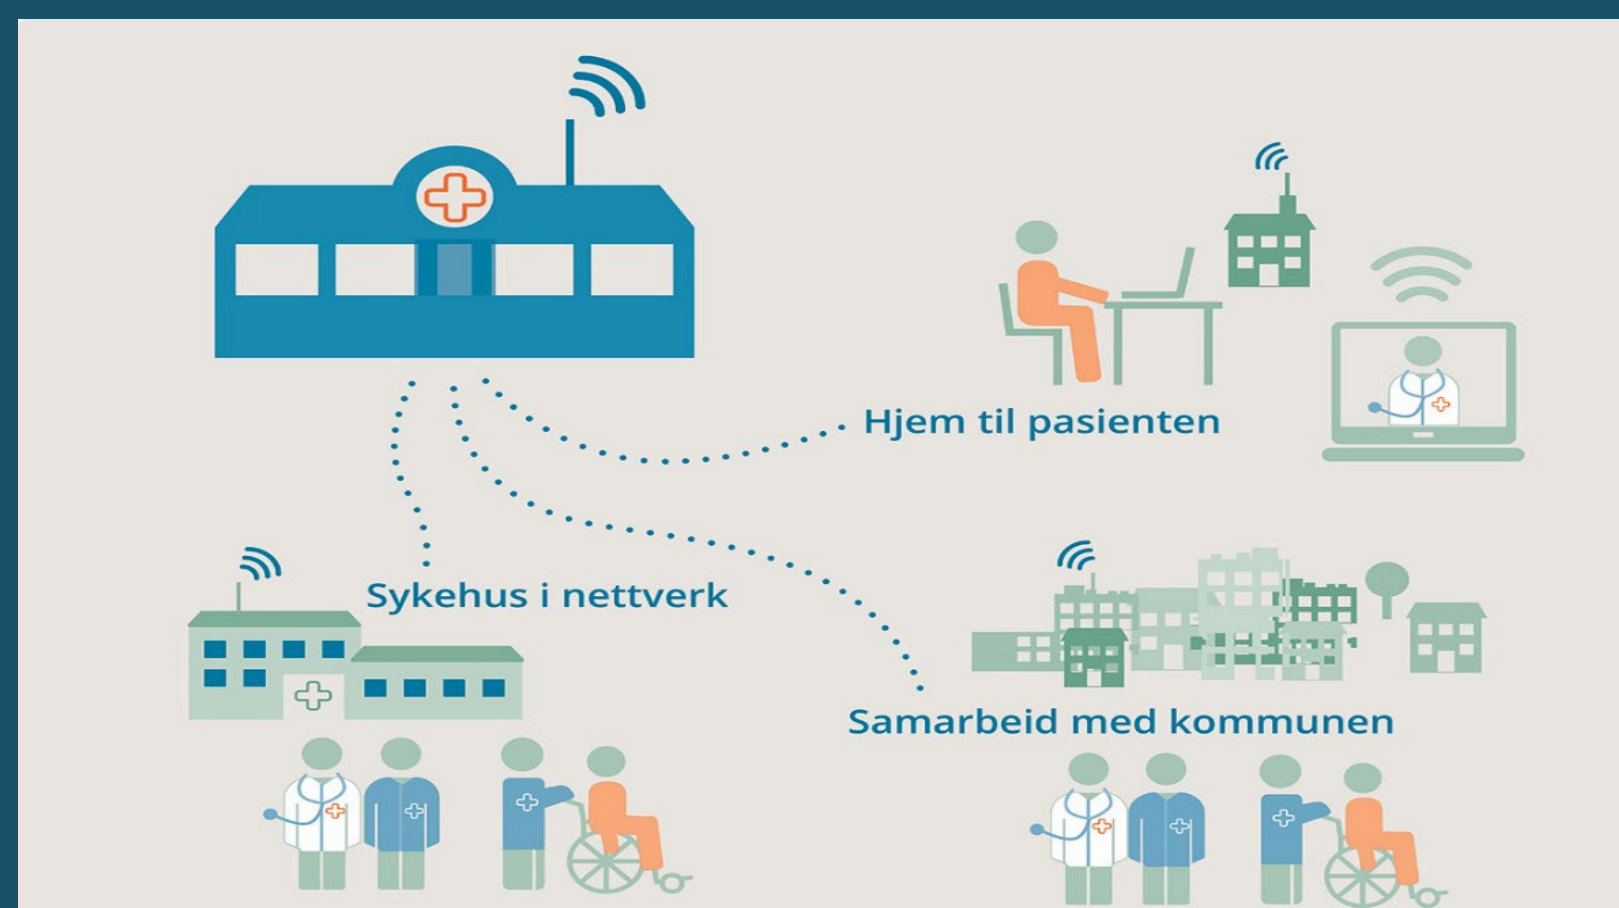 Hjem til pasienten
Sykehus i nettverk
Samarbeid med kommunen